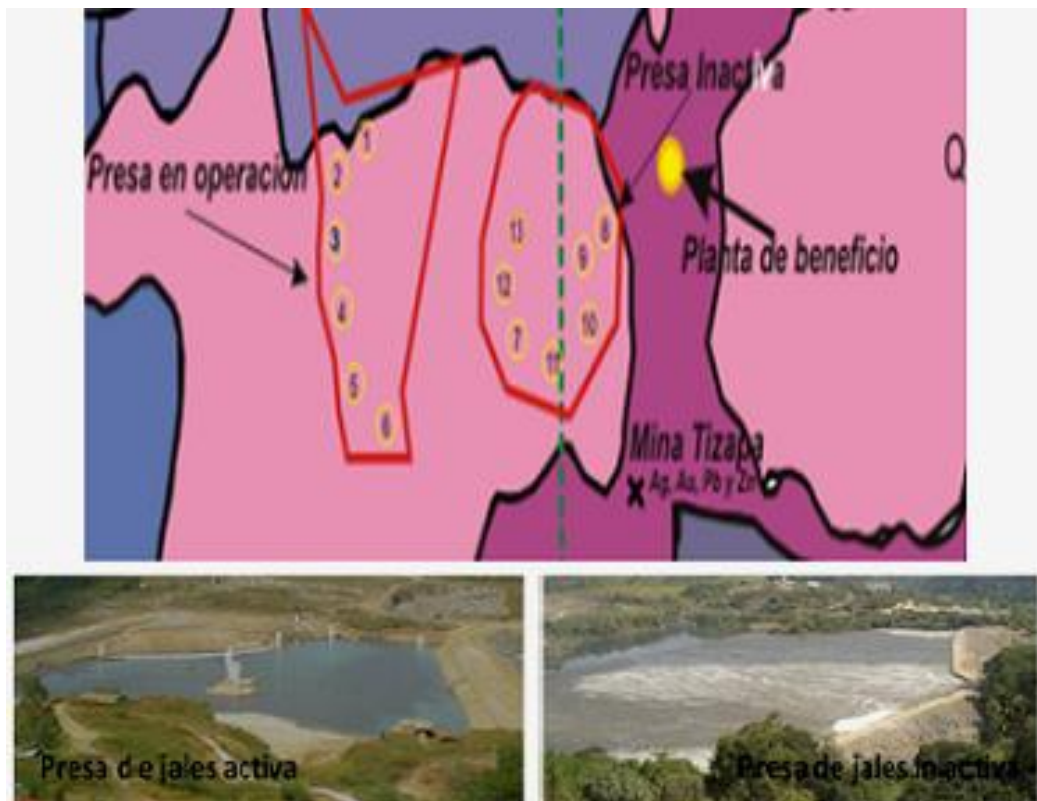 Presa Inactiva
Presa en operación
Q
Planta de beneficio
1
2
3
4
5
6
13
8
9
12
10
7
11
Mina Tizapa
Ag, Au, Pb y Zn
Presa de jales activa
Presa de jales inactiva